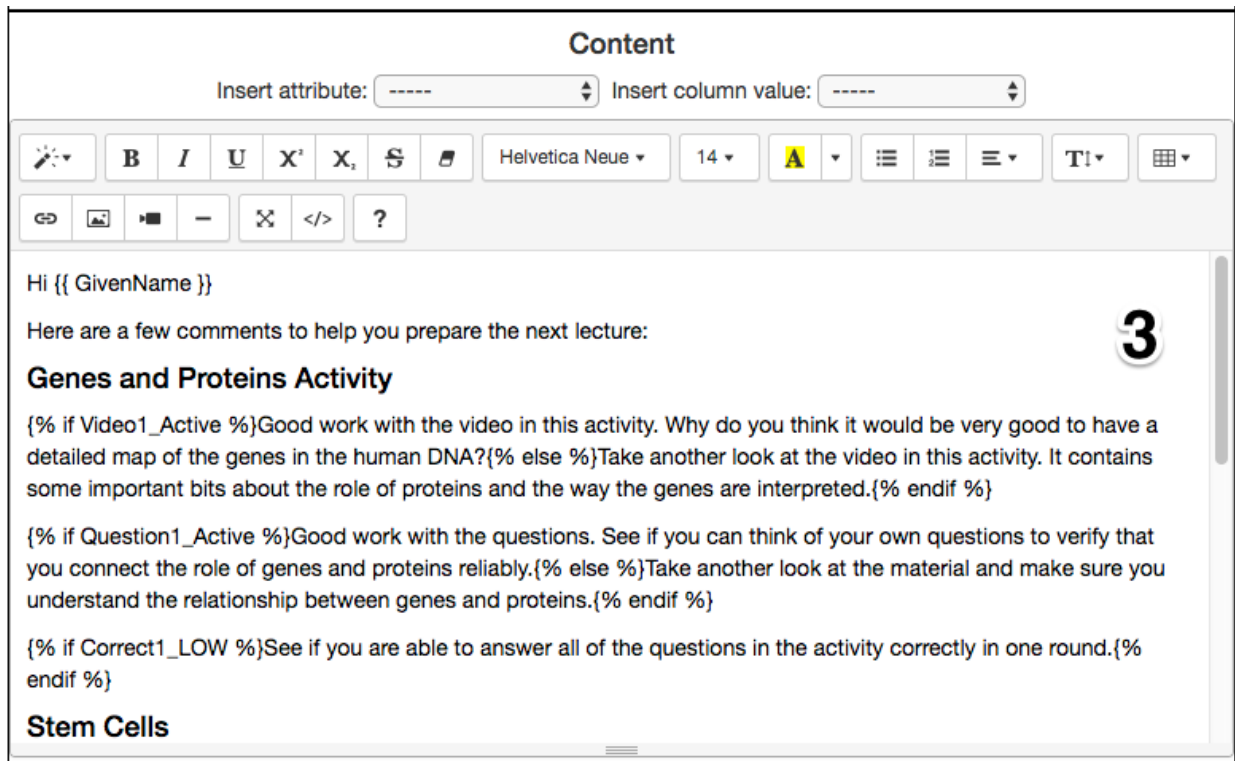 Content
Insert attribute: ----- Insert column value: -----
B I U X² X₂ S Helvetica Neue 14 A T
</> ?
Hi {{ GivenName }}
Here are a few comments to help you prepare the next lecture:
3
Genes and Proteins Activity
{% if Video1_Active %}Good work with the video in this activity. Why do you think it would be very good to have a
detailed map of the genes in the human DNA?{% else %}Take another look at the video in this activity. It contains
some important bits about the role of proteins and the way the genes are interpreted.{% endif %}
{% if Question1_Active %}Good work with the questions. See if you can think of your own questions to verify that
you connect the role of genes and proteins reliably.{% else %}Take another look at the material and make sure you
understand the relationship between genes and proteins.{% endif %}
{% if Correct1_LOW %}See if you are able to answer all of the questions in the activity correctly in one round.{%
endif %}
Stem Cells